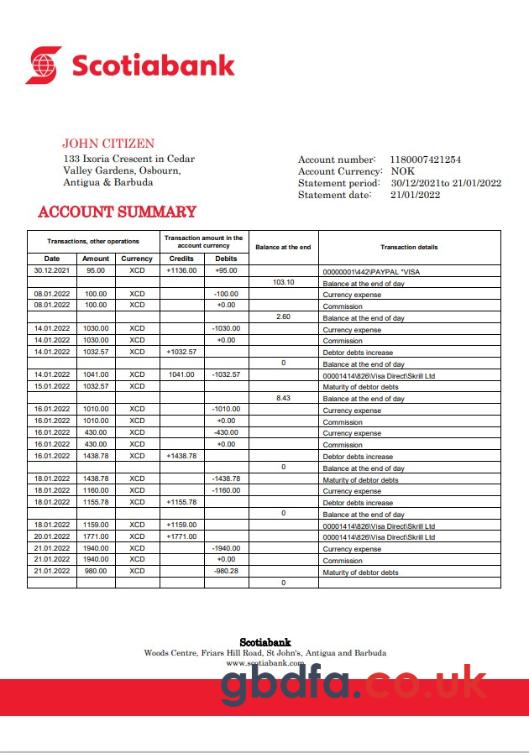 Scotiabank
JOHN CITIZEN
133 Ixoria Crescent in Cedar
Valley Gardens, Osbourn,
Antigua & Barbuda
Account number: 1180007421254
Account Currency: NOK
Statement period: 30/12/2021to 21/01/2022
Statement date: 21/01/2022
ACCOUNT SUMMARY
Transactions, other operations Transaction amount in the account currency Balance at the end Transaction details
Date Amount Currency Credits Debits
30.12.2021 95.00 XCD +1136.00 +95.00 00000001\442\PAYPAL *VISA
103.10 Balance at the end of day
08.01.2022 100.00 XCD -100.00 Currency expense
08.01.2022 100.00 XCD +0.00 Commission
2.60 Balance at the end of day
14.01.2022 1030.00 XCD -1030.00 Currency expense
14.01.2022 1030.00 XCD +0.00 Commission
14.01.2022 1032.57 XCD +1032.57 Debtor debts increase
0 Balance at the end of day
14.01.2022 1041.00 XCD 1041.00 -1032.57 00001414\826\Visa Direct\Skrill Ltd
15.01.2022 1032.57 XCD Maturity of debtor debts
8.43 Balance at the end of day
16.01.2022 1010.00 XCD -1010.00 Currency expense
16.01.2022 1010.00 XCD +0.00 Commission
16.01.2022 430.00 XCD -430.00 Currency expense
16.01.2022 430.00 XCD +0.00 Commission
16.01.2022 1438.78 XCD +1438.78 Debtor debts increase
0 Balance at the end of day
18.01.2022 1438.78 XCD -1438.78 Maturity of debtor debts
18.01.2022 1160.00 XCD -1160.00 Currency expense
18.01.2022 1155.78 XCD +1155.78 Debtor debts increase
0 Balance at the end of day
18.01.2022 1159.00 XCD +1159.00 00001414\826\Visa Direct\Skrill Ltd
20.01.2022 1771.00 XCD +1771.00 00001414\826\Visa Direct\Skrill Ltd
21.01.2022 1940.00 XCD -1940.00 Currency expense
21.01.2022 1940.00 XCD +0.00 Commission
21.01.2022 980.00 XCD -980.28 Maturity of debtor debts
0
Scotiabank
Woods Centre, Friars Hill Road, St John's, Antigua and Barbuda
www.scotiabank.com
gbdfa.co.uk